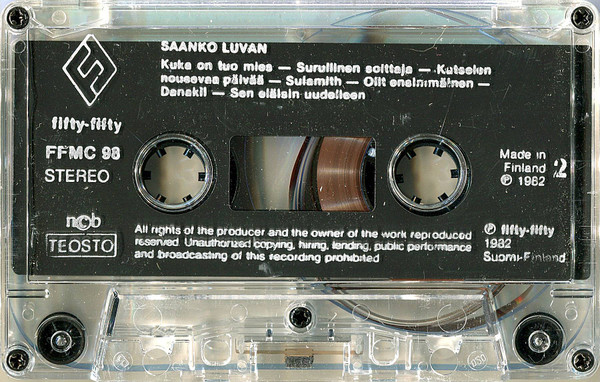 SAANKO LUVAN
Kuka on tuo mies — Surullinen soittaja — Katselen
nousevaa päivää — Sulamith — Olit ensimmäinen —
Danakil — Sen eläisin uudelleen
fifty-fifty
FFMC 98
STEREO
ncb
TEOSTO
Made in
Finland
℗ 1982
2
All rights of the producer and the owner of the work reproduced
reserved. Unauthorized copying, hiring, lending, public performance
and broadcasting of this recording prohibited
℗ fifty-fifty
1982
Suomi-Finland